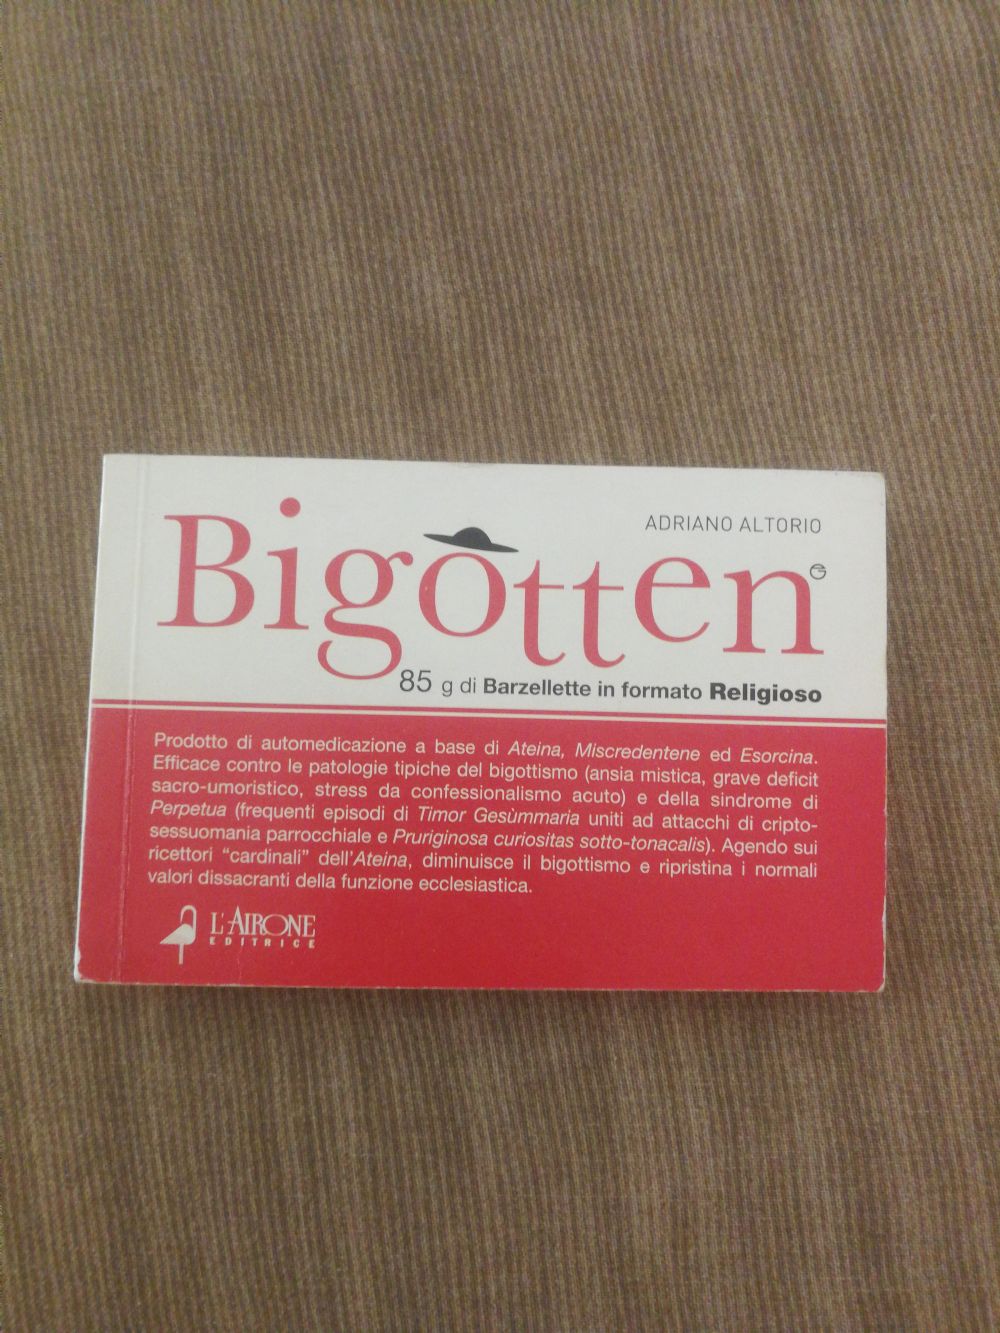 ADRIANO ALTORIO
Bigotten
85 g di Barzellette in formato Religioso
Prodotto di automedicazione a base di Ateina, Miscredentene ed Esorcina.
Efficace contro le patologie tipiche del bigottismo (ansia mistica, grave deficit
sacro-umoristico, stress da confessionalismo acuto) e della sindrome di
Perpetua (frequenti episodi di Timor Gesùmmaria uniti ad attacchi di cripto-
sessuomania parrocchiale e Pruriginosa curiositas sotto-tonacalis). Agendo sui
ricettori “cardinali” dell'Ateina, diminuisce il bigottismo e ripristina i normali
valori dissacranti della funzione ecclesiastica.
L'AIRONE
EDITRICE